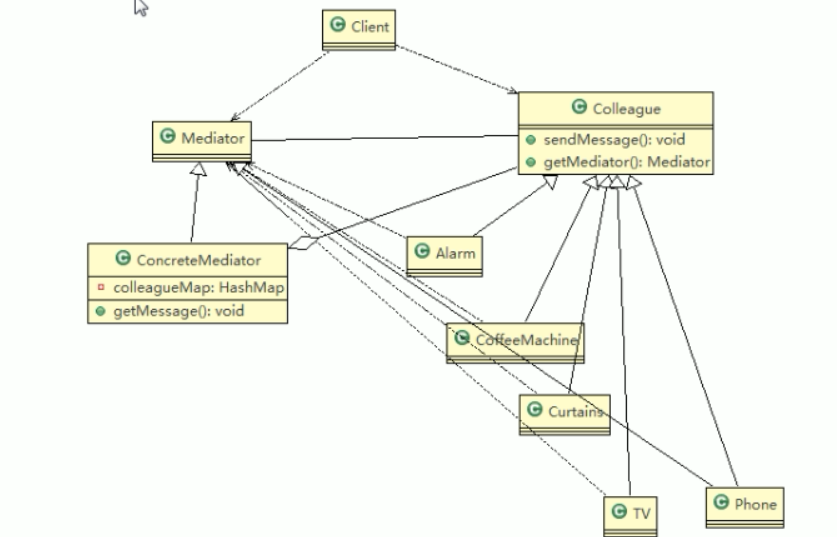 Client
Colleague
sendMessage(): void
getMediator(): Mediator
Mediator
Alarm
ConcreteMediator
colleagueMap: HashMap
getMessage(): void
CoffeeMachine
Curtains
TV
Phone